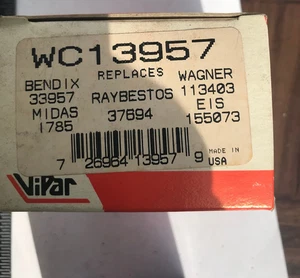 WC13957
REPLACES
BENDIX
33957
MIDAS
1785
RAYBESTOS
37694
WAGNER
113403
EIS
155073
7 26964 13957 9
MADE IN
USA
ViPar